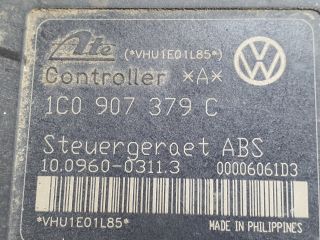 Ate (*VHU1E01L85*)
Controller *A*
1C0 907 379 C
Steuergeraet ABS
10.0960-0311.3 00006061D3
*VHU1E01L85*
MADE IN PHILIPPINES